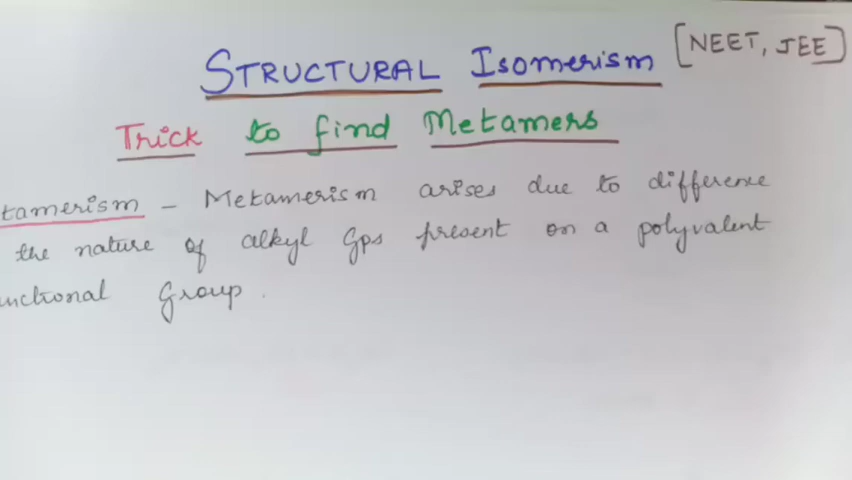 STRUCTURAL Isomerism [NEET, JEE]
Trick to find Metamers
tamerism - Metamerism arises due to difference
the nature of alkyl Gps present on a polyvalent
unctional Group.